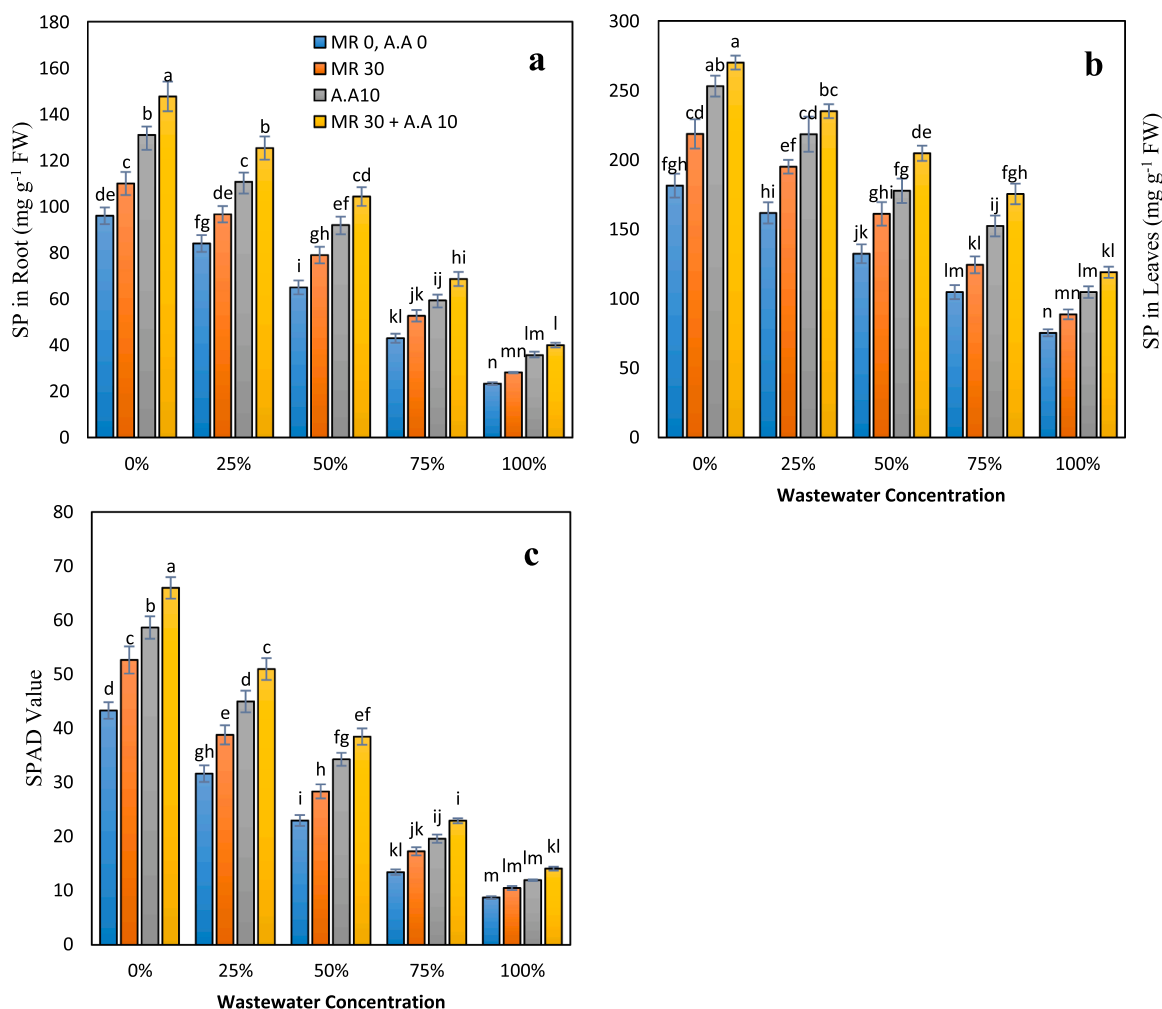 180
160
140
120
100
80
60
40
20
0
SP in Root (mg g-1 FW)
MR 0, A.A 0
MR 30
A.A10
MR 30 + A.A 10
a
de
c
b
a
fg
de
c
b
i
gh
ef
cd
kl
jk
ij
hi
n
mn
lm
l
0% 25% 50% 75% 100%
300
250
200
150
100
50
0
SP in Leaves (mg g-1 FW)
b
fgh
cd
ab
a
hi
ef
cd
bc
jk
ghi
fg
de
lm
kl
ij
fgh
n
mn
lm
kl
0% 25% 50% 75% 100%
Wastewater Concentration
80
70
60
50
40
30
20
10
0
SPAD Value
c
d
c
b
a
gh
e
d
c
i
h
fg
ef
kl
jk
ij
i
m
lm
lm
kl
0% 25% 50% 75% 100%
Wastewater Concentration